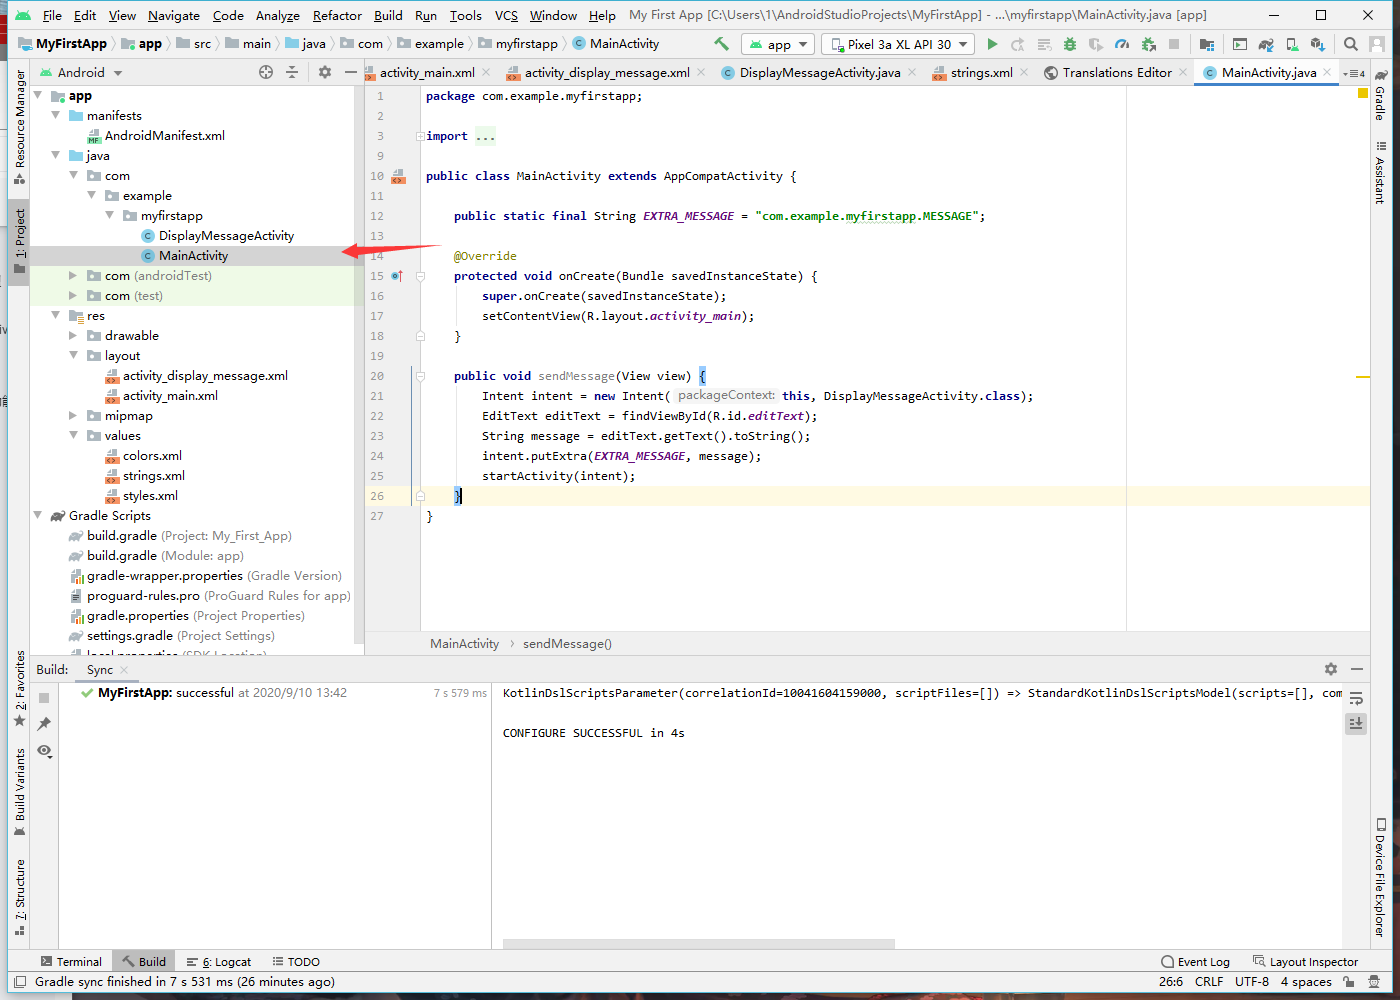 File Edit View Navigate Code Analyze Refactor Build Run Tools VCS Window Help My First App [C:\Users\1\AndroidStudioProjects\MyFirstApp] - ...\myfirstapp\MainActivity.java [app]
MyFirstApp app src main java com example myfirstapp MainActivity app Pixel 3a XL API 30
Android
activity_main.xml activity_display_message.xml DisplayMessageActivity.java strings.xml Translations Editor MainActivity.java 4
Resource Manager
1: Project
2: Favorites
Build Variants
7: Structure
app
manifests
AndroidManifest.xml
java
com
example
myfirstapp
DisplayMessageActivity
MainActivity
com (androidTest)
com (test)
res
drawable
layout
activity_display_message.xml
activity_main.xml
mipmap
values
colors.xml
strings.xml
styles.xml
Gradle Scripts
build.gradle (Project: My_First_App)
build.gradle (Module: app)
gradle-wrapper.properties (Gradle Version)
proguard-rules.pro (ProGuard Rules for app)
gradle.properties (Project Properties)
settings.gradle (Project Settings)
local.properties (SDK Location)
1 package com.example.myfirstapp;
2
3 import ...
9
10 public class MainActivity extends AppCompatActivity {
11
12 public static final String EXTRA_MESSAGE = "com.example.myfirstapp.MESSAGE";
13
14 @Override
15 protected void onCreate(Bundle savedInstanceState) {
16 super.onCreate(savedInstanceState);
17 setContentView(R.layout.activity_main);
18 }
19
20 public void sendMessage(View view) {
21 Intent intent = new Intent( packageContext: this, DisplayMessageActivity.class);
22 EditText editText = findViewById(R.id.editText);
23 String message = editText.getText().toString();
24 intent.putExtra(EXTRA_MESSAGE, message);
25 startActivity(intent);
26 }
27 }
MainActivity sendMessage()
Gradle
Assistant
Device File Explorer
Build: Sync
MyFirstApp: successful at 2020/9/10 13:42 7 s 579 ms
KotlinDslScriptsParameter(correlationId=10041604159000, scriptFiles=[]) => StandardKotlinDslScriptsModel(scripts=[], com
CONFIGURE SUCCESSFUL in 4s
Terminal Build 6: Logcat TODO Event Log Layout Inspector
Gradle sync finished in 7 s 531 ms (26 minutes ago) 26:6 CRLF UTF-8 4 spaces